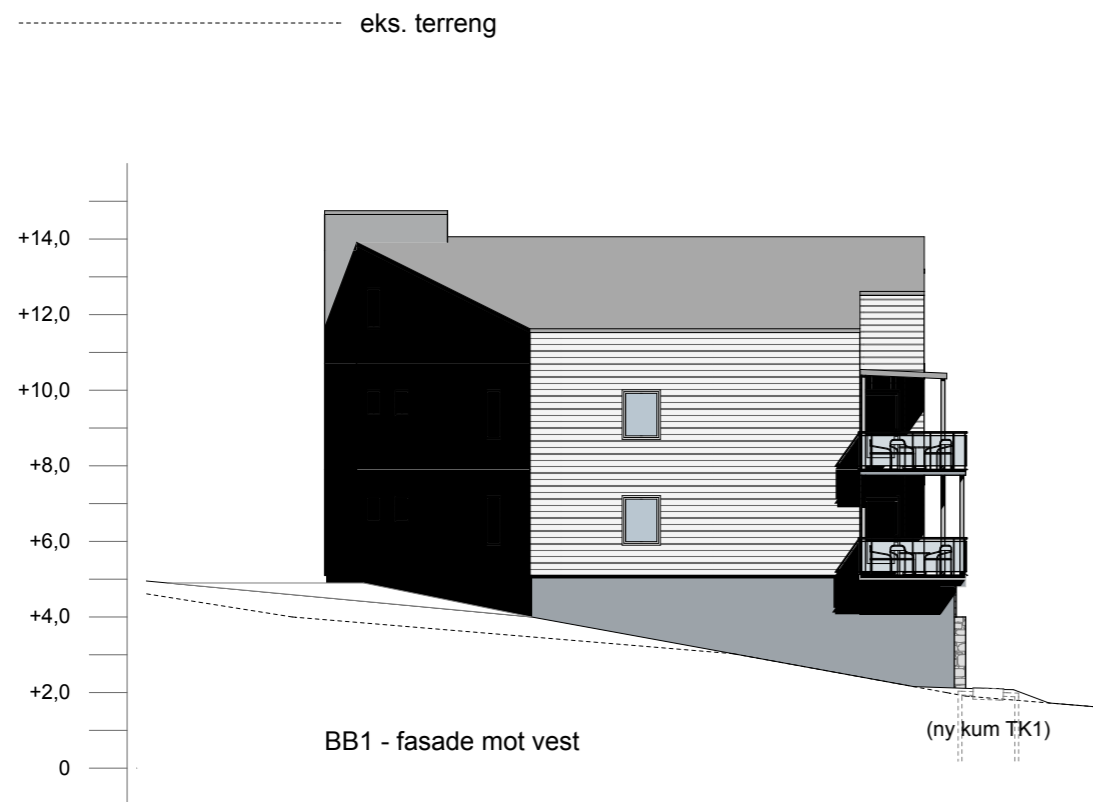 eks. terreng
+14,0
+12,0
+10,0
+8,0
+6,0
+4,0
+2,0
(ny kum TK1)
BB1 - fasade mot vest
0